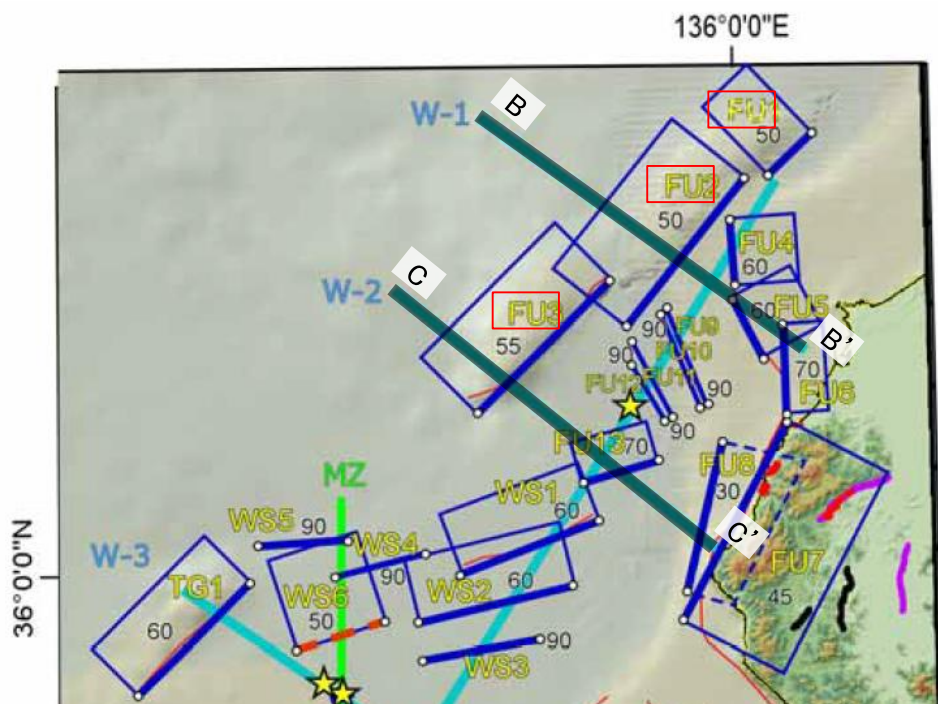 136°0'0"E
B
W-1
FU1
50
FU2
50
FU4
60
C
W-2
FU3
55
60
FU5
B'
90
FU9
FU10
90
FU11
FU12
90
90
70
FU6
FU13
70
FU8
30
MZ
WS1
60
WS5
90
WS4
90
C'
FU7
45
W-3
TG1
60
WS6
50
WS2
60
WS3
90
36°0'0"N